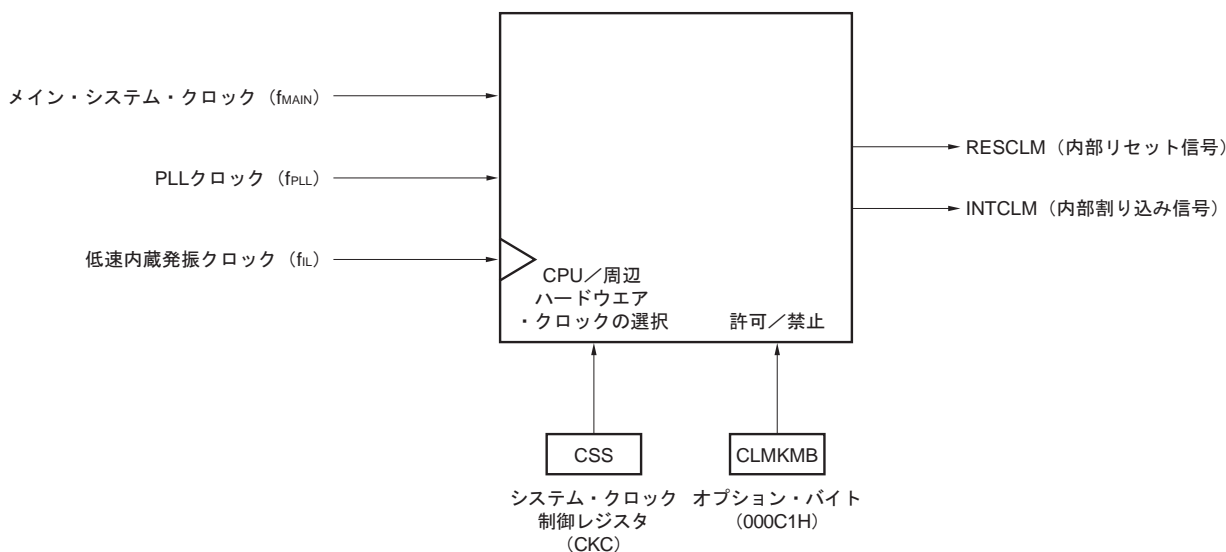 メイン・システム・クロック（fMAIN）
PLLクロック（fPLL）
低速内蔵発振クロック（fIL）
RESCLM（内部リセット信号）
INTCLM（内部割り込み信号）
CPU／周辺
ハードウエア
・クロックの選択
許可／禁止
CSS
CLMKMB
システム・クロック
制御レジスタ
（CKC）
オプション・バイト
（000C1H）